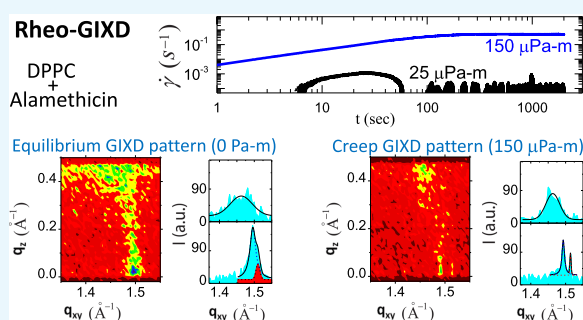 Rheo-GIXD
DPPC
+
Alamethicin
γ̇ (s⁻¹)
10⁻¹
10⁻³
150 μPa-m
25 μPa-m
1
10
100
1000
t (sec)
Equilibrium GIXD pattern (0 Pa-m)
Creep GIXD pattern (150 μPa-m)
q_z (Å⁻¹)
0.4
0.2
0.0
1.4
1.5
q_xy (Å⁻¹)
I (a.u.)
90
0
90
0
1.4
1.5
q_xy (Å⁻¹)
q_z (Å⁻¹)
0.4
0.2
0.0
1.4
1.5
q_xy (Å⁻¹)
I (a.u.)
90
0
90
0
1.4
1.5
q_xy (Å⁻¹)